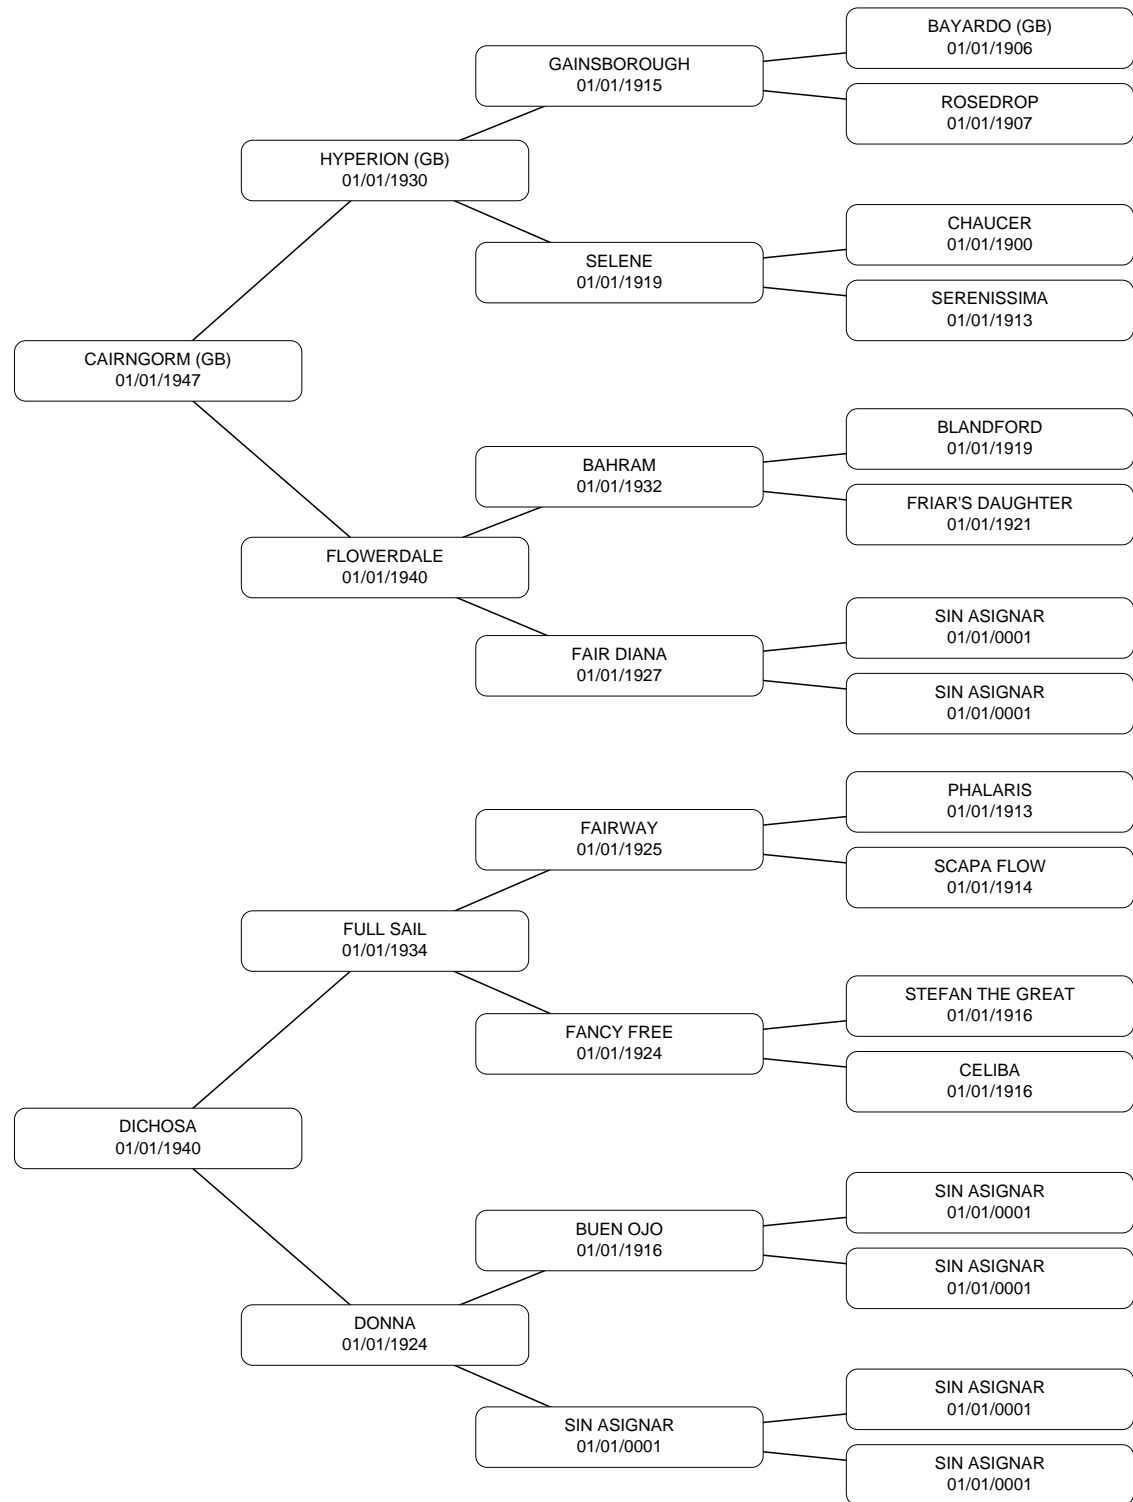 BAYARDO (GB)
01/01/1906
GAINSBOROUGH
01/01/1915
ROSEDROP
01/01/1907
HYPERION (GB)
01/01/1930
CHAUCER
01/01/1900
SELENE
01/01/1919
SERENISSIMA
01/01/1913
CAIRNGORM (GB)
01/01/1947
BLANDFORD
01/01/1919
BAHRAM
01/01/1932
FRIAR'S DAUGHTER
01/01/1921
FLOWERDALE
01/01/1940
SIN ASIGNAR
01/01/0001
FAIR DIANA
01/01/1927
SIN ASIGNAR
01/01/0001
PHALARIS
01/01/1913
FAIRWAY
01/01/1925
SCAPA FLOW
01/01/1914
FULL SAIL
01/01/1934
STEFAN THE GREAT
01/01/1916
FANCY FREE
01/01/1924
CELIBA
01/01/1916
DICHOSA
01/01/1940
SIN ASIGNAR
01/01/0001
BUEN OJO
01/01/1916
SIN ASIGNAR
01/01/0001
DONNA
01/01/1924
SIN ASIGNAR
01/01/0001
SIN ASIGNAR
01/01/0001
SIN ASIGNAR
01/01/0001